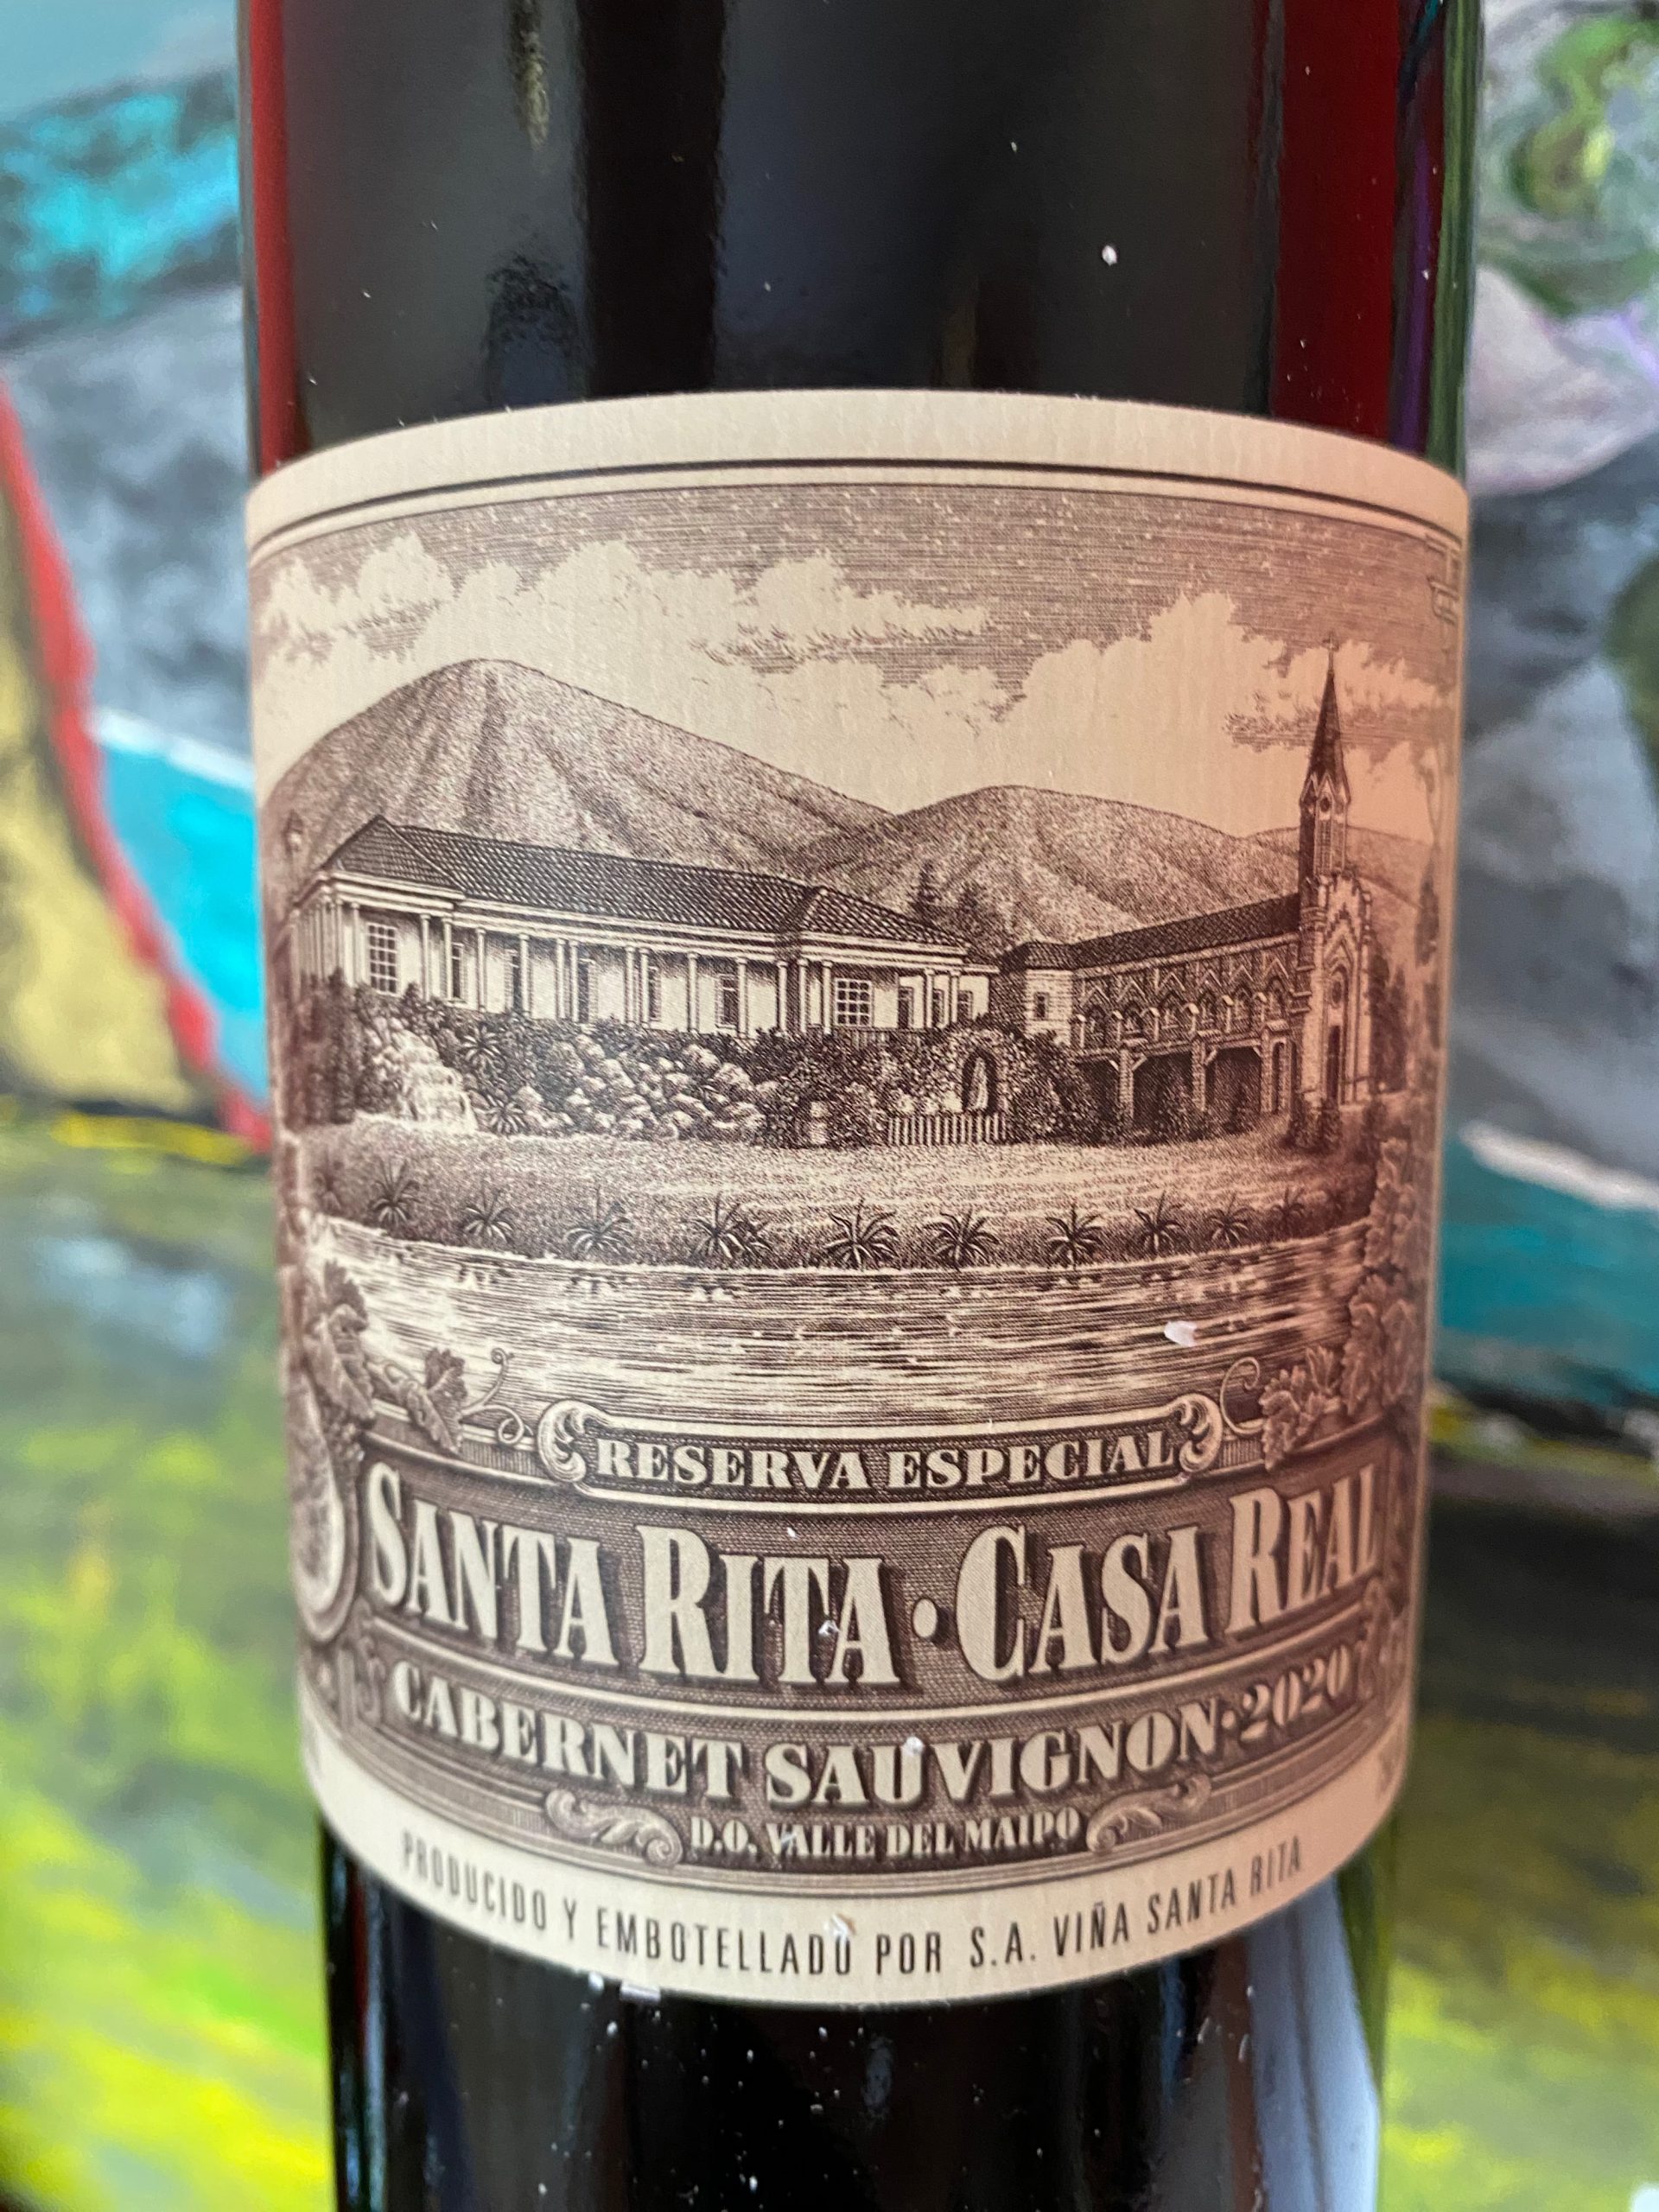 RESERVA ESPECIAL
SANTA RITA · CASA REAL
CABERNET SAUVIGNON · 2020
D.O. VALLE DEL MAIPO
PRODUCIDO Y EMBOTELLADO POR S.A. VIÑA SANTA RITA